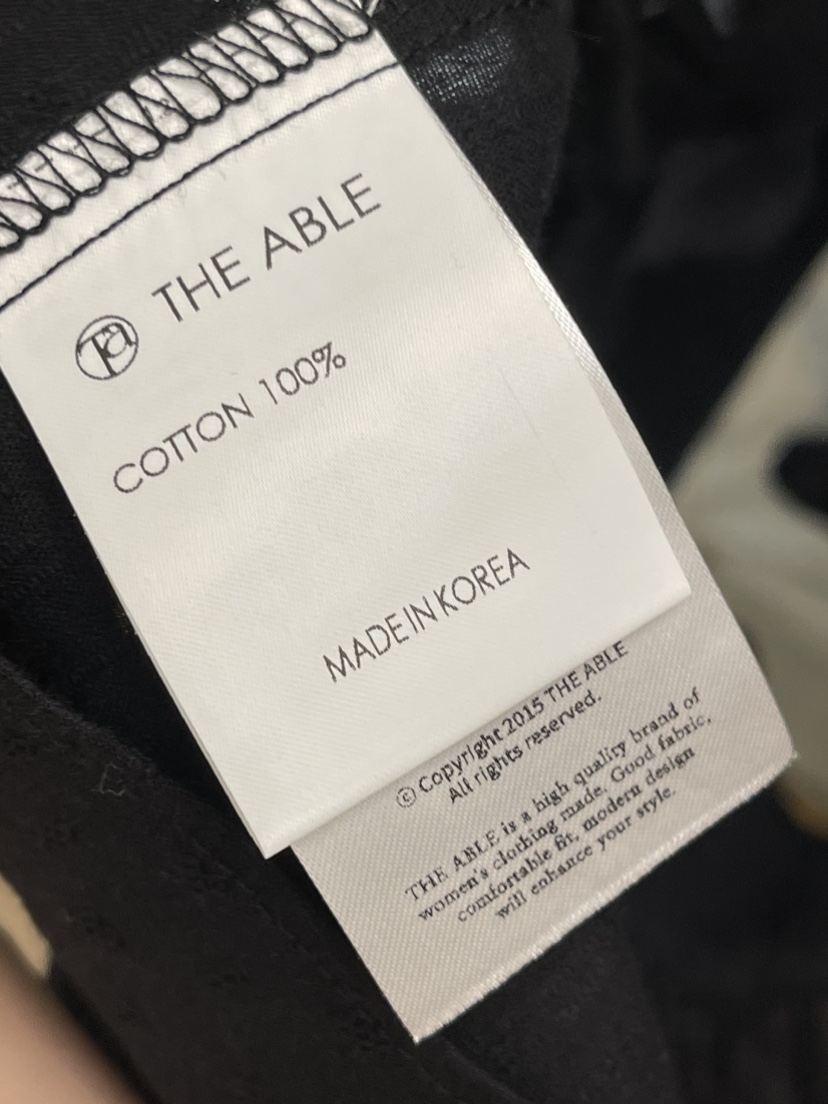 Ta THE ABLE
COTTON 100%
MADE IN KOREA
© Copyright 2015 THE ABLE
All rights reserved.
THE ABLE is a high quality brand of
women's clothing made. Good fabric,
comfortable fit, modern design
will enhance your style.